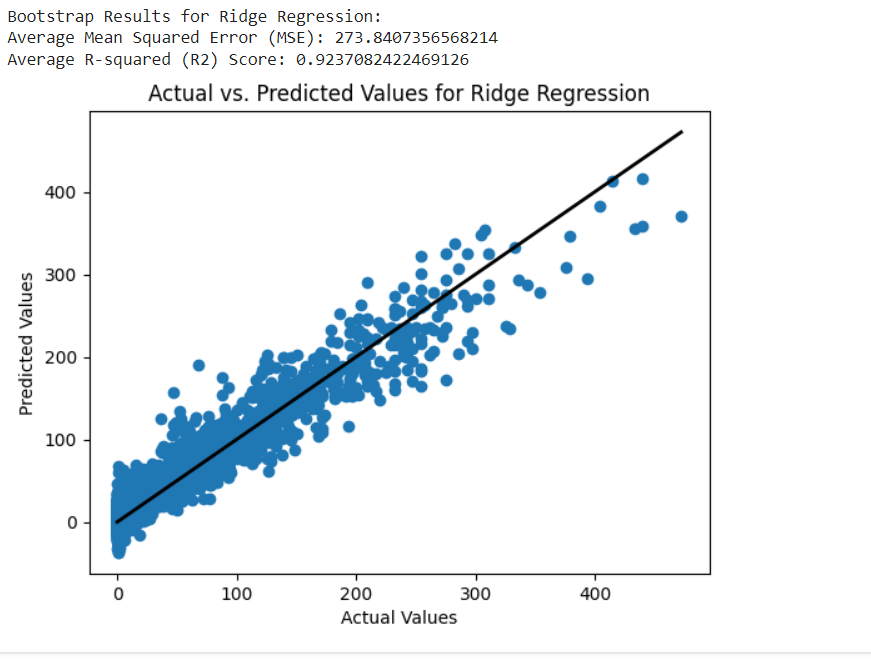 Bootstrap Results for Ridge Regression:
Average Mean Squared Error (MSE): 273.8407356568214
Average R-squared (R2) Score: 0.9237082422469126
Actual vs. Predicted Values for Ridge Regression
Predicted Values
400
300
200
100
0
0 100 200 300 400
Actual Values